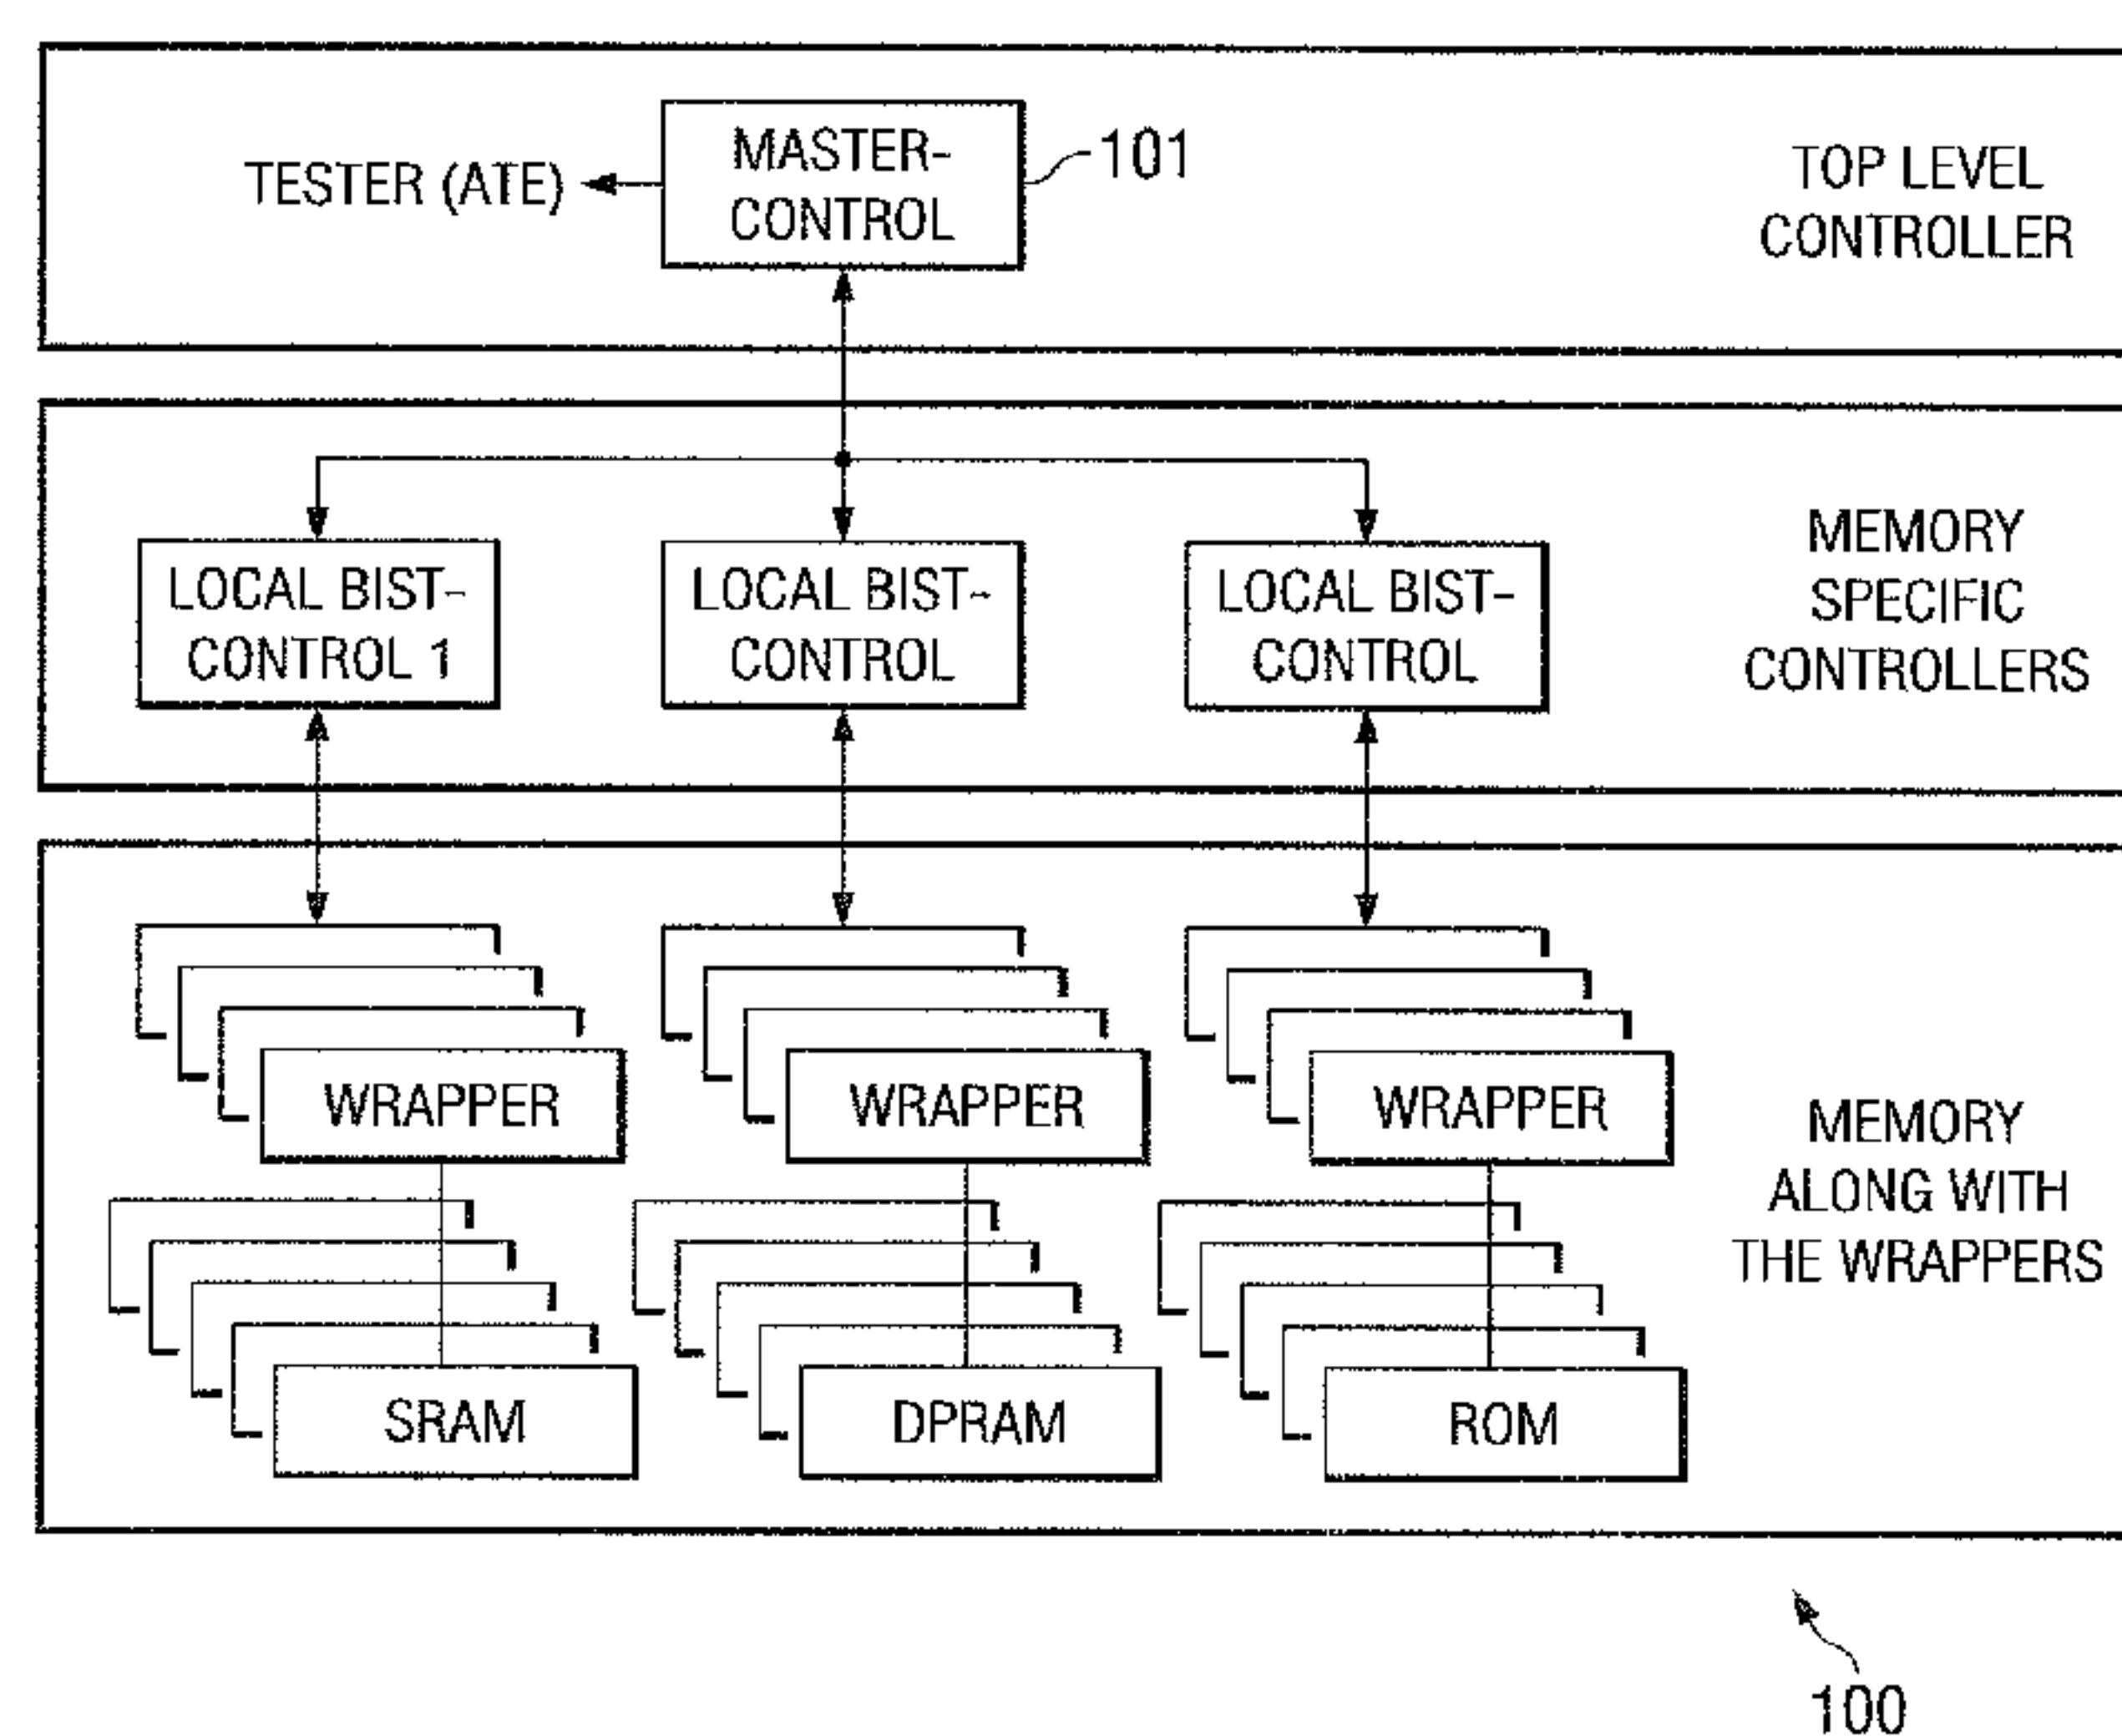 TESTER (ATE)
MASTER-
CONTROL
101
TOP LEVEL
CONTROLLER
LOCAL BIST-
CONTROL 1
LOCAL BIST-
CONTROL
LOCAL BIST-
CONTROL
MEMORY
SPECIFIC
CONTROLLERS
WRAPPER
WRAPPER
WRAPPER
SRAM
DPRAM
ROM
MEMORY
ALONG WITH
THE WRAPPERS
100